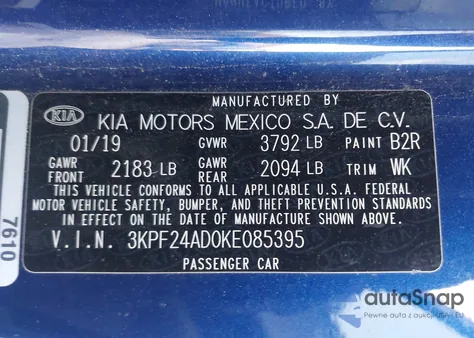 MANUFACTURED BY
KIA KIA MOTORS MEXICO S.A. DE C.V.
01/19 GVWR 3792 LB PAINT B2R
GAWR FRONT 2183 LB GAWR REAR 2094 LB TRIM WK
THIS VEHICLE CONFORMS TO ALL APPLICABLE U.S.A. FEDERAL
MOTOR VEHICLE SAFETY, BUMPER, AND THEFT PREVENTION STANDARDS
IN EFFECT ON THE DATE OF MANUFACTURE SHOWN ABOVE.
V.I.N. 3KPF24AD0KE085395
PASSENGER CAR
7610
autoSnap
Pewne auta z aukcji w USA